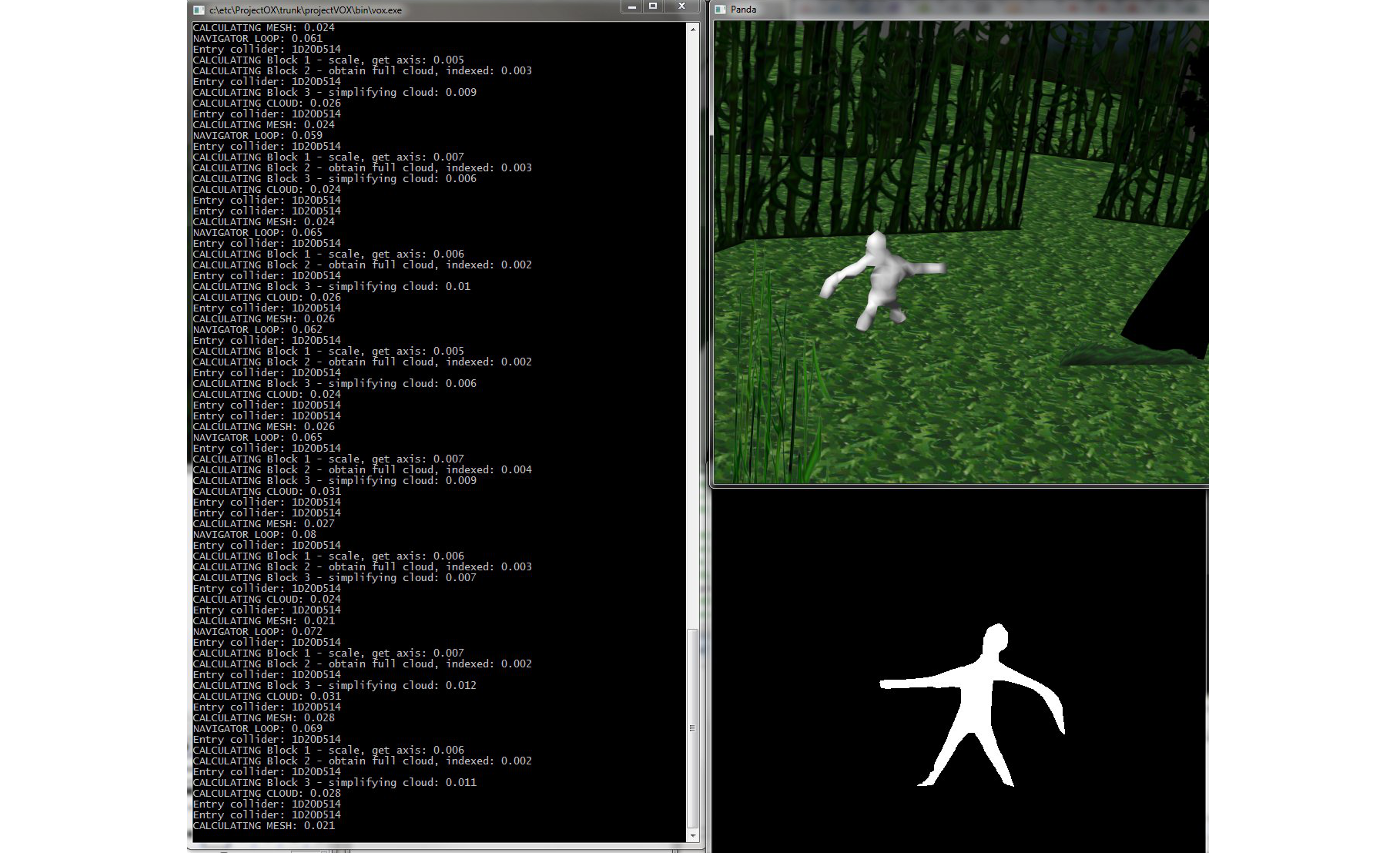 c:\etc\ProjectOX\trunk\projectVOX\bin\vox.exe
CALCULATING MESH: 0.024
NAVIGATOR LOOP: 0.061
Entry collider: 1D20D514
CALCULATING Block 1 - scale, get axis: 0.005
CALCULATING Block 2 - obtain full cloud, indexed: 0.003
Entry collider: 1D20D514
CALCULATING Block 3 - simplifying cloud: 0.009
CALCULATING CLOUD: 0.026
Entry collider: 1D20D514
CALCULATING MESH: 0.024
NAVIGATOR LOOP: 0.059
Entry collider: 1D20D514
CALCULATING Block 1 - scale, get axis: 0.007
CALCULATING Block 2 - obtain full cloud, indexed: 0.003
CALCULATING Block 3 - simplifying cloud: 0.006
CALCULATING CLOUD: 0.024
Entry collider: 1D20D514
Entry collider: 1D20D514
CALCULATING MESH: 0.024
NAVIGATOR LOOP: 0.065
Entry collider: 1D20D514
CALCULATING Block 1 - scale, get axis: 0.006
CALCULATING Block 2 - obtain full cloud, indexed: 0.002
Entry collider: 1D20D514
CALCULATING Block 3 - simplifying cloud: 0.01
CALCULATING CLOUD: 0.026
Entry collider: 1D20D514
CALCULATING MESH: 0.026
NAVIGATOR LOOP: 0.062
Entry collider: 1D20D514
CALCULATING Block 1 - scale, get axis: 0.005
CALCULATING Block 2 - obtain full cloud, indexed: 0.002
Entry collider: 1D20D514
CALCULATING Block 3 - simplifying cloud: 0.006
CALCULATING CLOUD: 0.024
Entry collider: 1D20D514
Entry collider: 1D20D514
CALCULATING MESH: 0.026
NAVIGATOR LOOP: 0.065
Entry collider: 1D20D514
CALCULATING Block 1 - scale, get axis: 0.007
CALCULATING Block 2 - obtain full cloud, indexed: 0.004
CALCULATING Block 3 - simplifying cloud: 0.009
CALCULATING CLOUD: 0.031
Entry collider: 1D20D514
Entry collider: 1D20D514
CALCULATING MESH: 0.027
NAVIGATOR LOOP: 0.08
Entry collider: 1D20D514
CALCULATING Block 1 - scale, get axis: 0.006
CALCULATING Block 2 - obtain full cloud, indexed: 0.003
CALCULATING Block 3 - simplifying cloud: 0.007
Entry collider: 1D20D514
CALCULATING CLOUD: 0.024
Entry collider: 1D20D514
CALCULATING MESH: 0.021
NAVIGATOR LOOP: 0.072
Entry collider: 1D20D514
CALCULATING Block 1 - scale, get axis: 0.007
CALCULATING Block 2 - obtain full cloud, indexed: 0.002
Entry collider: 1D20D514
CALCULATING Block 3 - simplifying cloud: 0.012
CALCULATING CLOUD: 0.031
Entry collider: 1D20D514
CALCULATING MESH: 0.028
NAVIGATOR LOOP: 0.069
Entry collider: 1D20D514
CALCULATING Block 1 - scale, get axis: 0.006
CALCULATING Block 2 - obtain full cloud, indexed: 0.002
Entry collider: 1D20D514
CALCULATING Block 3 - simplifying cloud: 0.011
CALCULATING CLOUD: 0.028
Entry collider: 1D20D514
Entry collider: 1D20D514
CALCULATING MESH: 0.021
Panda